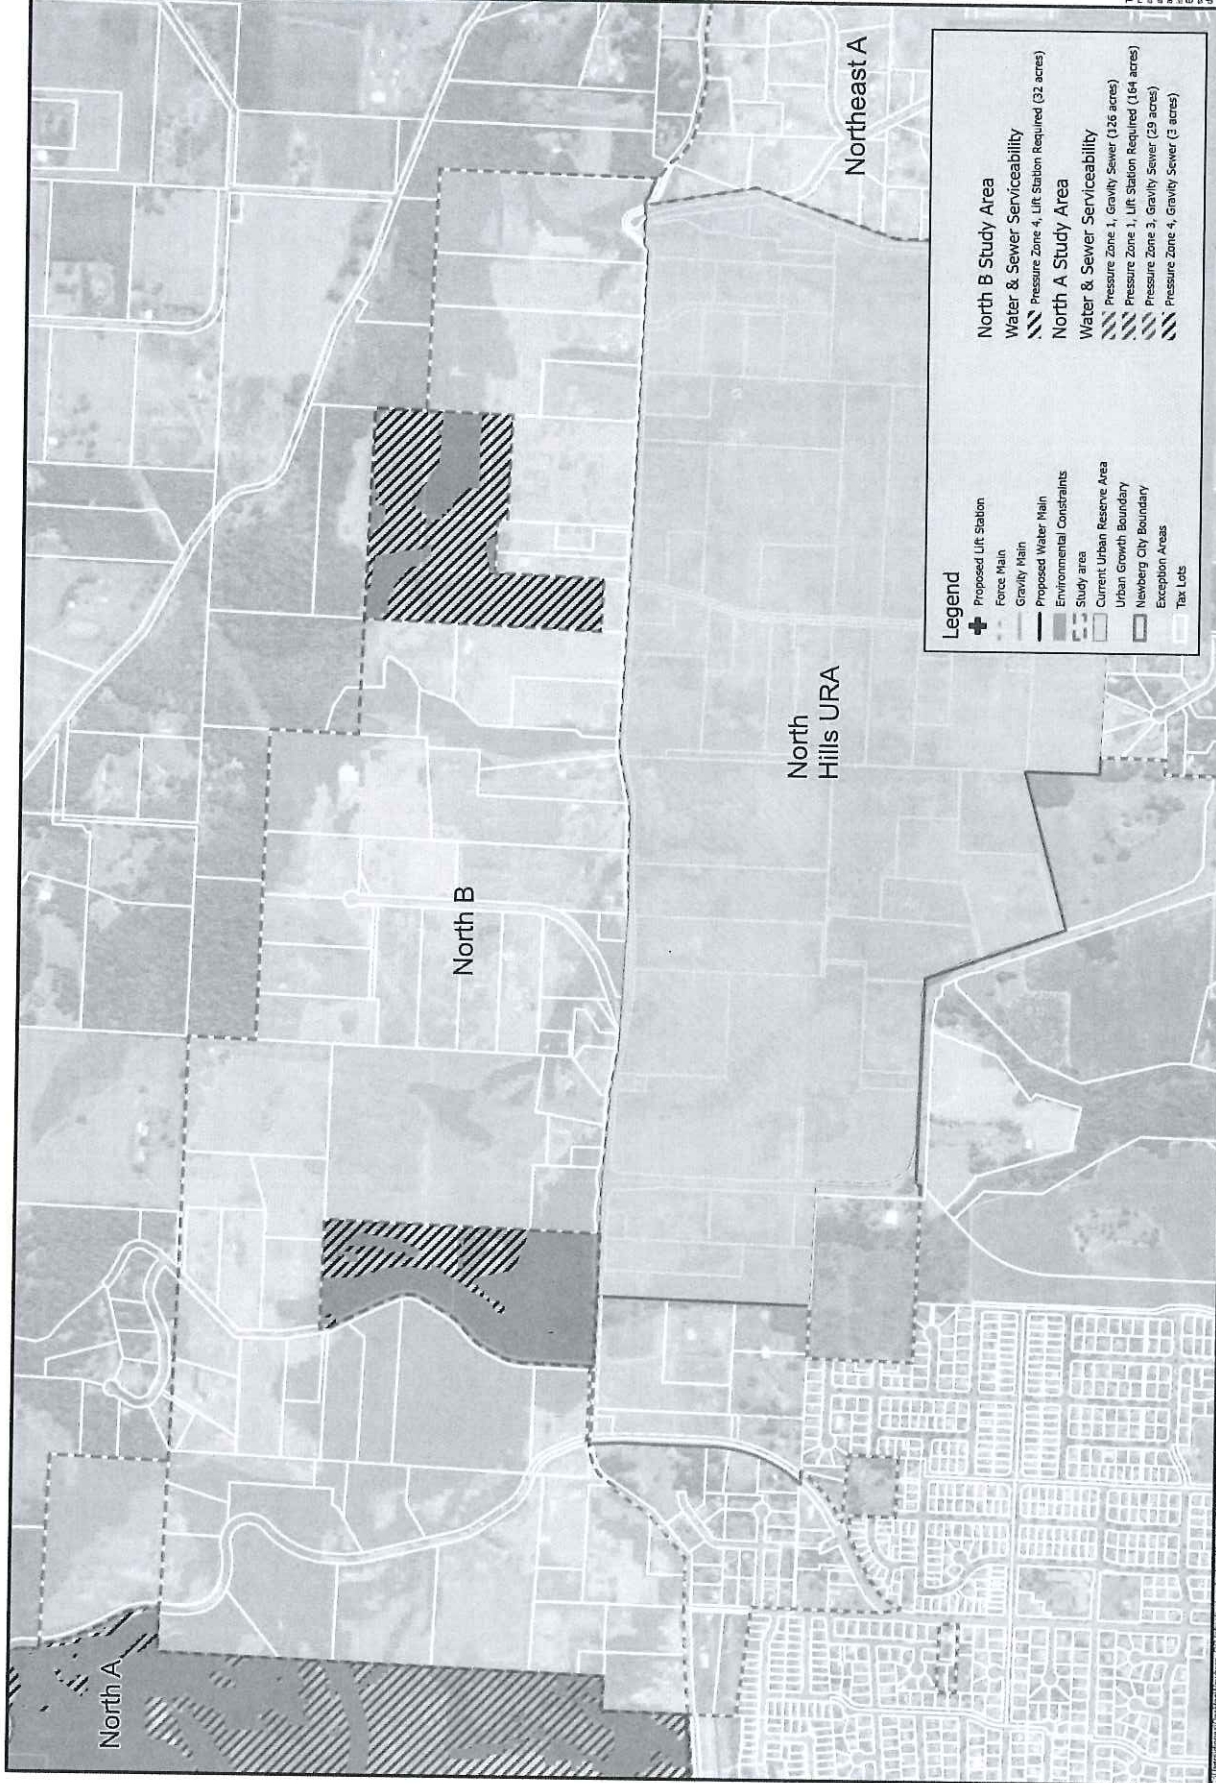 North A
North B
North
Hills URA
Northeast A
Legend
Proposed Lift Station
Force Main
Gravity Main
Proposed Water Main
Environmental Constraints
Study area
Current Urban Reserve Area
Urban Growth Boundary
Newberg City Boundary
Exception Areas
Tax Lots
North B Study Area
Water & Sewer Serviceability
Pressure Zone 4, Lift Station Required (32 acres)
North A Study Area
Water & Sewer Serviceability
Pressure Zone 1, Gravity Sewer (126 acres)
Pressure Zone 1, Lift Station Required (164 acres)
Pressure Zone 3, Gravity Sewer (29 acres)
Pressure Zone 4, Gravity Sewer (3 acres)